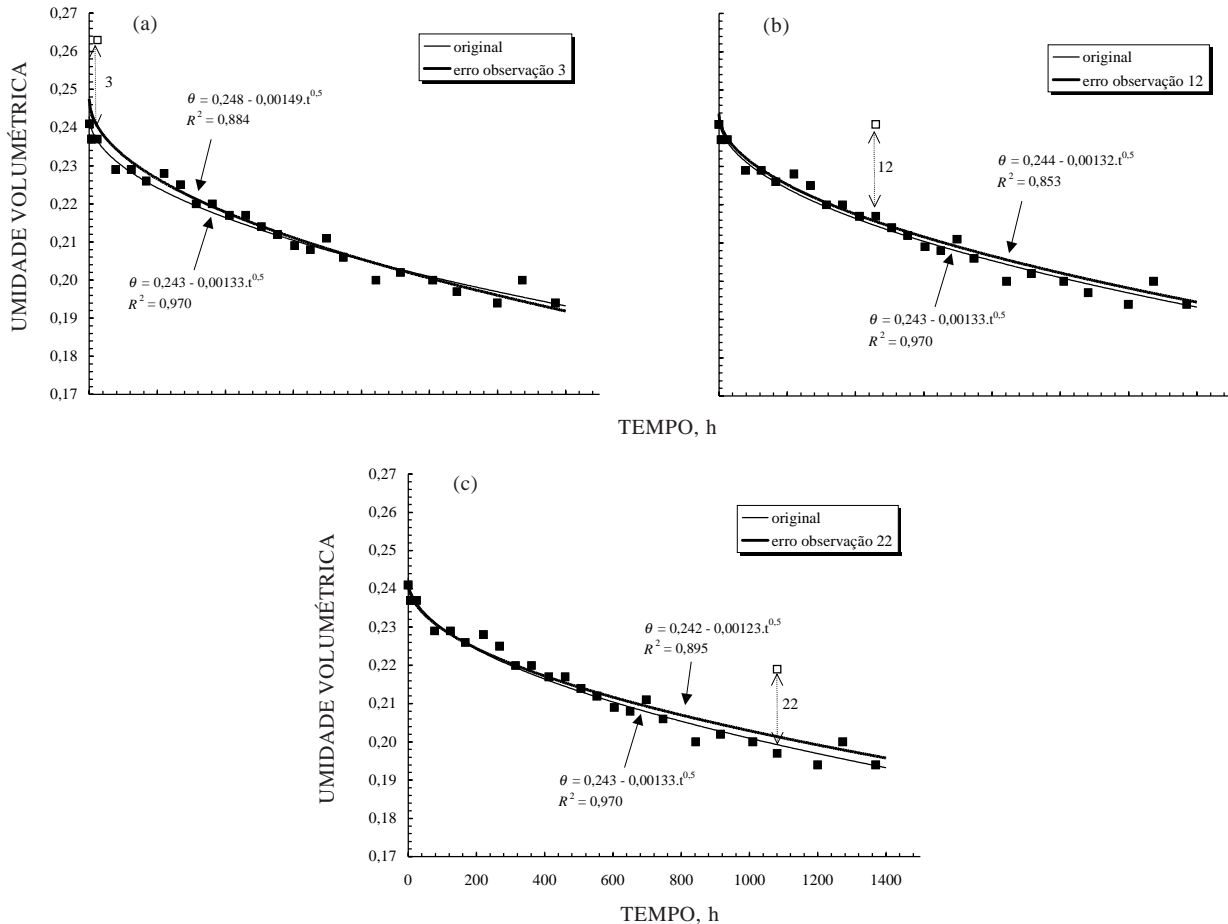 (a)
0,27
0,26
0,25
0,24
0,23
0,22
0,21
0,20
0,19
0,18
0,17
UMIDADE VOLUMÉTRICA
original
erro observação 3
3
θ = 0,248 - 0,00149.t^0,5
R² = 0,884
θ = 0,243 - 0,00133.t^0,5
R² = 0,970
(b)
original
erro observação 12
12
θ = 0,244 - 0,00132.t^0,5
R² = 0,853
θ = 0,243 - 0,00133.t^0,5
R² = 0,970
TEMPO, h
(c)
0,27
0,26
0,25
0,24
0,23
0,22
0,21
0,20
0,19
0,18
0,17
UMIDADE VOLUMÉTRICA
original
erro observação 22
θ = 0,242 - 0,00123.t^0,5
R² = 0,895
22
θ = 0,243 - 0,00133.t^0,5
R² = 0,970
0 200 400 600 800 1000 1200 1400
TEMPO, h